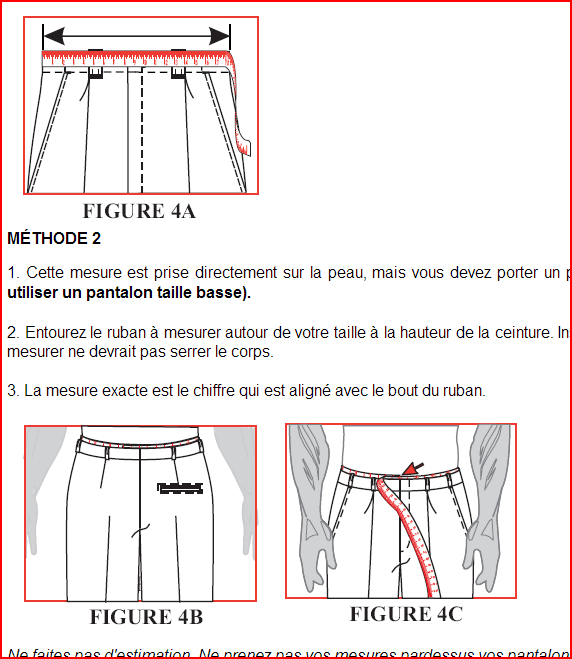 FIGURE 4A
MÉTHODE 2
1. Cette mesure est prise directement sur la peau, mais vous devez porter un
utiliser un pantalon taille basse).
2. Entourez le ruban à mesurer autour de votre taille à la hauteur de la ceinture. In
mesurer ne devrait pas serrer le corps.
3. La mesure exacte est le chiffre qui est aligné avec le bout du ruban.
FIGURE 4B
FIGURE 4C
Ne faites pas d'estimation. Ne prenez pas vos mesures pardessus vos pantalon